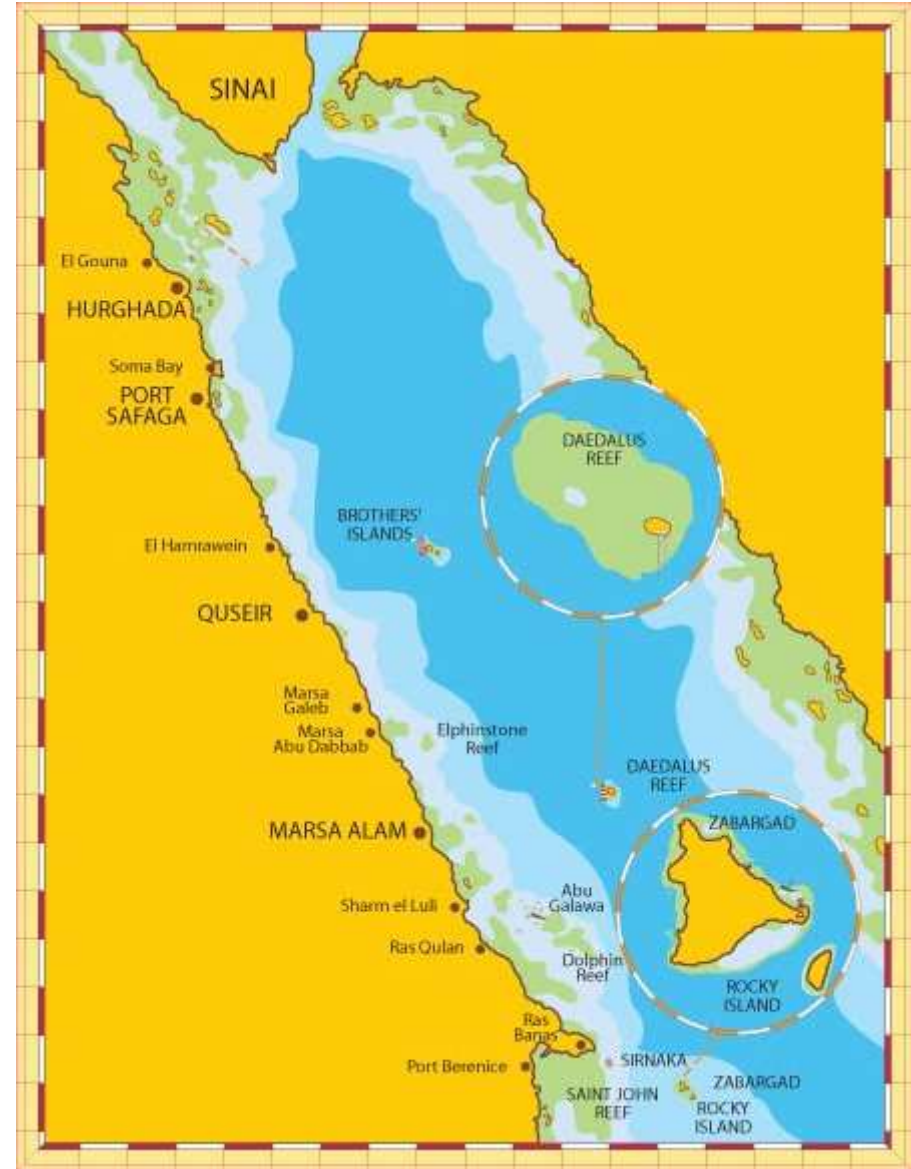 SINAI
El Gouna
HURGHADA
Soma Bay
PORT
SAFAGA
DAEDALUS
REEF
BROTHERS'
ISLANDS
El Hamrawein
QUSEIR
Marsa
Galeb
Marsa
Abu Dabbab
Elphinstone
Reef
DAEDALUS
REEF
ZABARGAD
MARSA ALAM
Abu
Galawa
Sharm el Luli
Ras Qulan
Dolphin
Reef
ROCKY
ISLAND
Ras
Banas
SIRNAKA
Port Berenice
ZABARGAD
SAINT JOHN
REEF
ROCKY
ISLAND